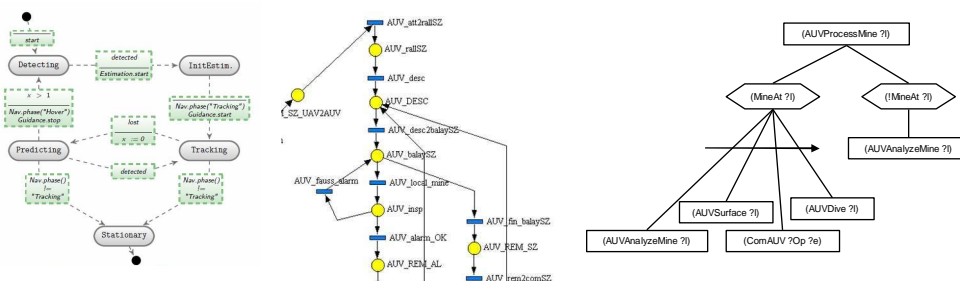 start
Detecting
detected
Estimation.start
InitEstim.
x > 1
Nav.phase("Hover")
Guidance.stop
Nav.phase("Tracking")
Guidance.start
lost
x := 0
Predicting
Tracking
detected
Nav.phase()
!=
"Tracking"
Nav.phase()
!=
"Tracking"
Stationary
AUV_att2rallSZ
AUV_rallSZ
AUV_desc
_SZ_UAV2AUV
AUV_DESC
AUV_desc2balaySZ
AUV_balaySZ
AUV_fauss_alarm
AUV_local_mine
AUV_insp
AUV_fin_balaySZ
AUV_alarm_OK
AUV_REM_SZ
AUV_REM_AL
AUV_rem2comSZ
(AUVProcessMine ?l)
(MineAt ?l)
(!MineAt ?l)
(AUVAnalyzeMine ?l)
(AUVSurface ?l)
(AUVDive ?l)
(AUVAnalyzeMine ?l)
(ComAUV ?Op ?e)